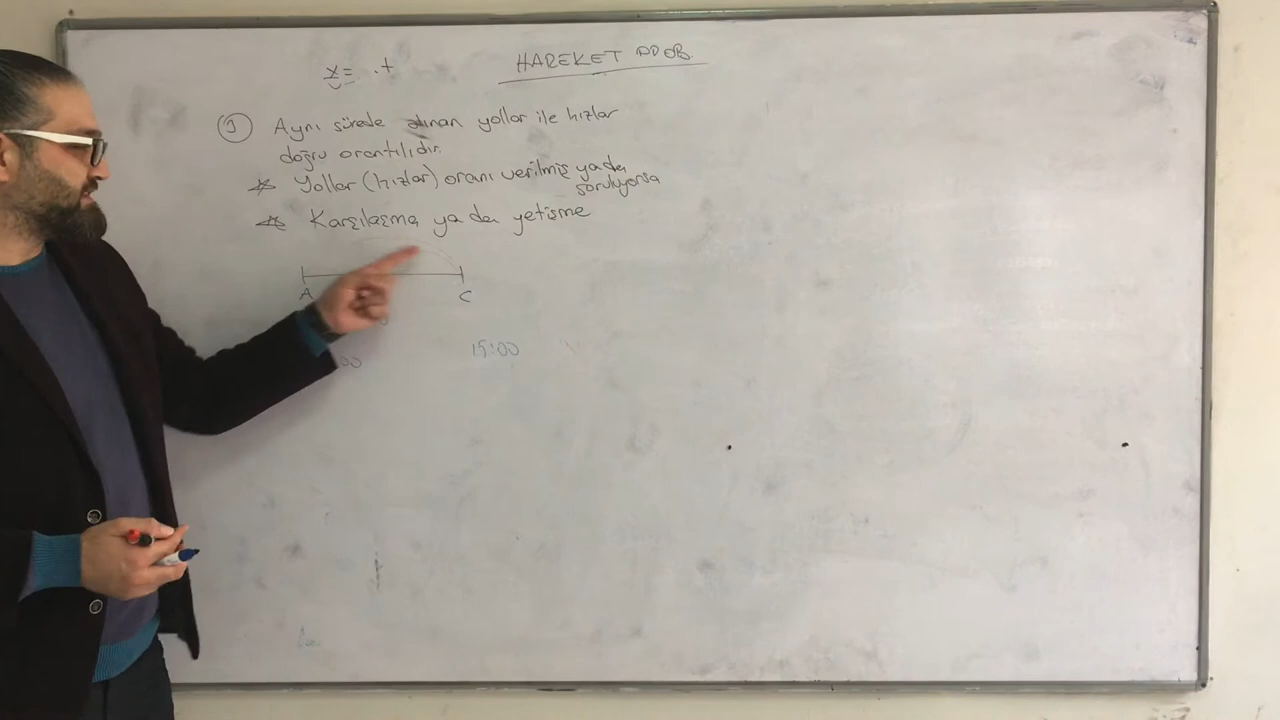 x = .t
HAREKET PROB.
1 Aynı sürede alınan yollar ile hızlar
doğru orantılıdır.
* Yollar (hızlar) oranı verilmiş ya da
soruluyorsa
* Karşılaşma ya da yetişme
A C
00 15:00